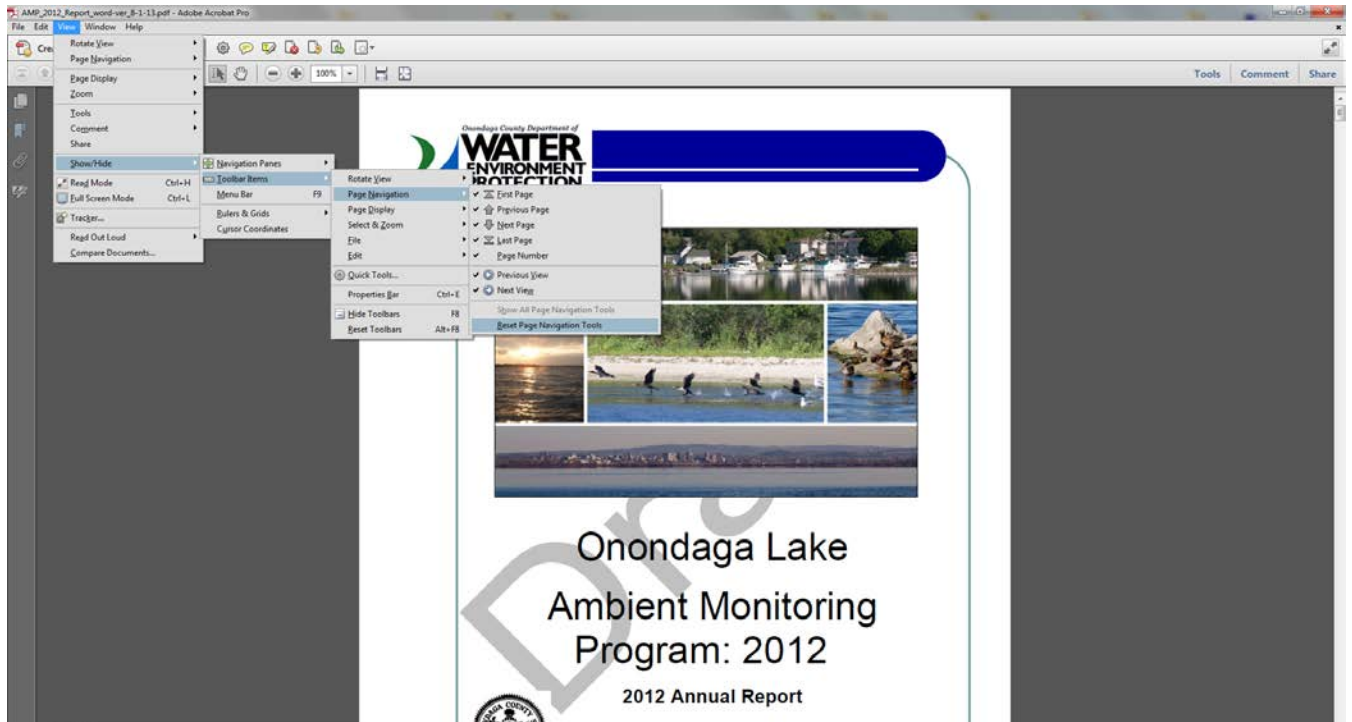 AMP_2012_Report_word-ver_8-1-13.pdf - Adobe Acrobat Pro
File Edit View Window Help
Cre
100%
Tools Comment Share
Rotate View
Page Navigation
Page Display
Zoom
Tools
Comment
Share
Show/Hide
Read Mode Ctrl+H
Full Screen Mode Ctrl+L
Tracker...
Read Out Loud
Compare Documents...
Navigation Panes
Toolbar Items
Menu Bar F9
Rulers & Grids
Cursor Coordinates
Rotate View
Page Navigation
Page Display
Select & Zoom
File
Edit
Quick Tools...
Properties Bar Ctrl+E
Hide Toolbars F8
Reset Toolbars Alt+F8
First Page
Previous Page
Next Page
Last Page
Page Number
Previous View
Next View
Show All Page Navigation Tools
Reset Page Navigation Tools
Onondaga County Department of
WATER
ENVIRONMENT
PROTECTION
Dra
Onondaga Lake
Ambient Monitoring
Program: 2012
2012 Annual Report